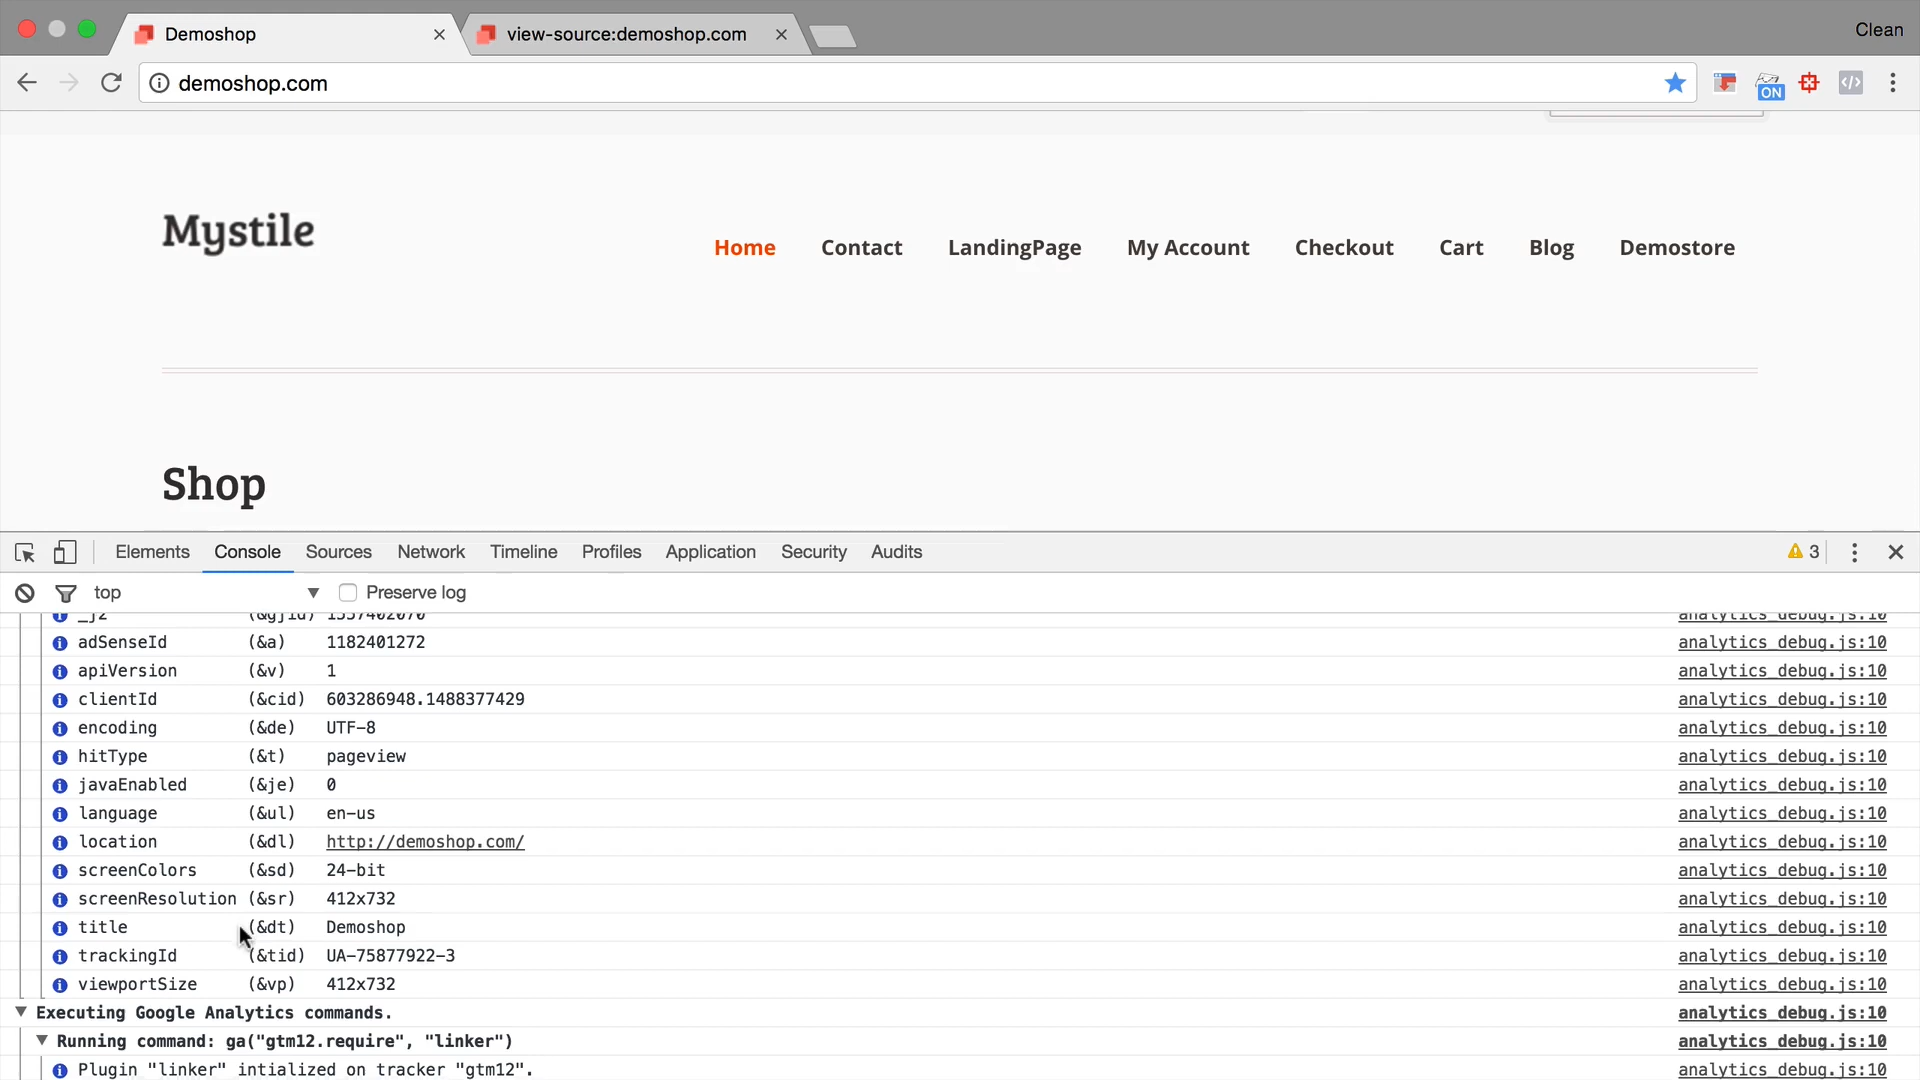 Demoshop
view-source:demoshop.com
Clean
demoshop.com
ON
Mystile
Home Contact LandingPage My Account Checkout Cart Blog Demostore
Shop
Elements Console Sources Network Timeline Profiles Application Security Audits 3
top Preserve log
_j2 (&gjid) 1557402070 analytics_debug.js:10
adSenseId (&a) 1182401272 analytics_debug.js:10
apiVersion (&v) 1 analytics_debug.js:10
clientId (&cid) 603286948.1488377429 analytics_debug.js:10
encoding (&de) UTF-8 analytics_debug.js:10
hitType (&t) pageview analytics_debug.js:10
javaEnabled (&je) 0 analytics_debug.js:10
language (&ul) en-us analytics_debug.js:10
location (&dl) http://demoshop.com/ analytics_debug.js:10
screenColors (&sd) 24-bit analytics_debug.js:10
screenResolution (&sr) 412x732 analytics_debug.js:10
title (&dt) Demoshop analytics_debug.js:10
trackingId (&tid) UA-75877922-3 analytics_debug.js:10
viewportSize (&vp) 412x732 analytics_debug.js:10
Executing Google Analytics commands. analytics_debug.js:10
Running command: ga("gtm12.require", "linker") analytics_debug.js:10
Plugin "linker" intialized on tracker "gtm12". analytics_debug.js:10